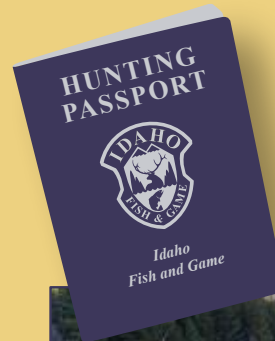 HUNTING
PASSPORT
IDAHO
FISH & GAME
Idaho
Fish and Game